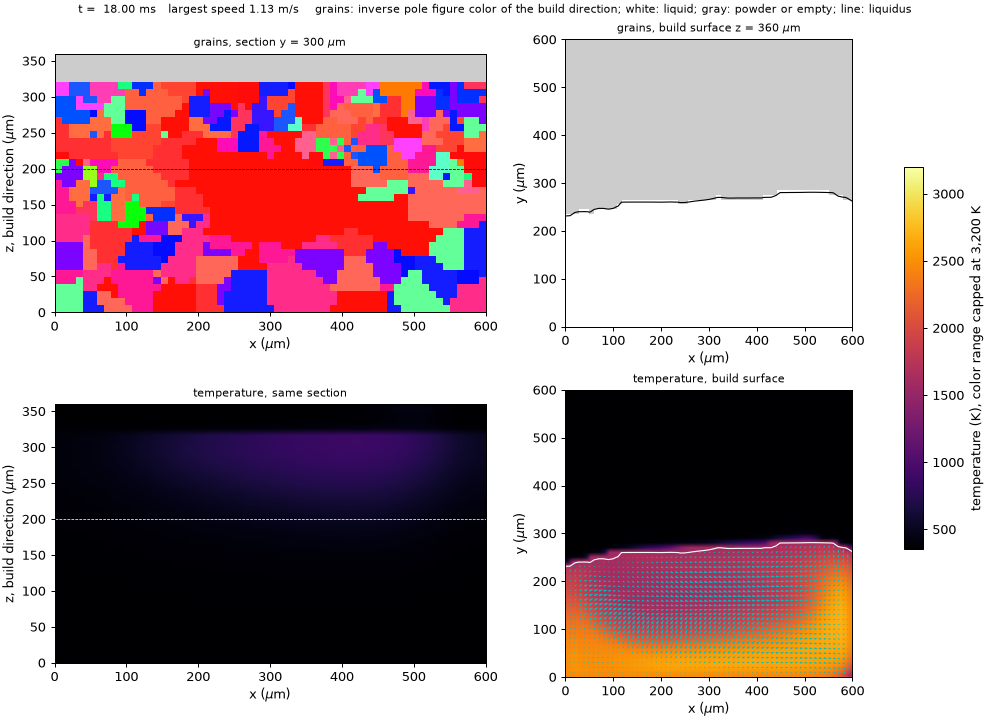 t =  18.00 ms   largest speed 1.13 m/s     grains: inverse pole figure color of the build direction; white: liquid; gray: powder or empty; line: liquidus
grains, section y = 300 μm
350
300
250
200
150
100
50
0
z, build direction (μm)
0 100 200 300 400 500 600
x (μm)
grains, build surface z = 360 μm
600
500
400
300
200
100
0
y (μm)
0 100 200 300 400 500 600
x (μm)
temperature, same section
350
300
250
200
150
100
50
0
z, build direction (μm)
0 100 200 300 400 500 600
x (μm)
temperature, build surface
600
500
400
300
200
100
0
y (μm)
0 100 200 300 400 500 600
x (μm)
3000
2500
2000
1500
1000
500
temperature (K), color range capped at 3,200 K